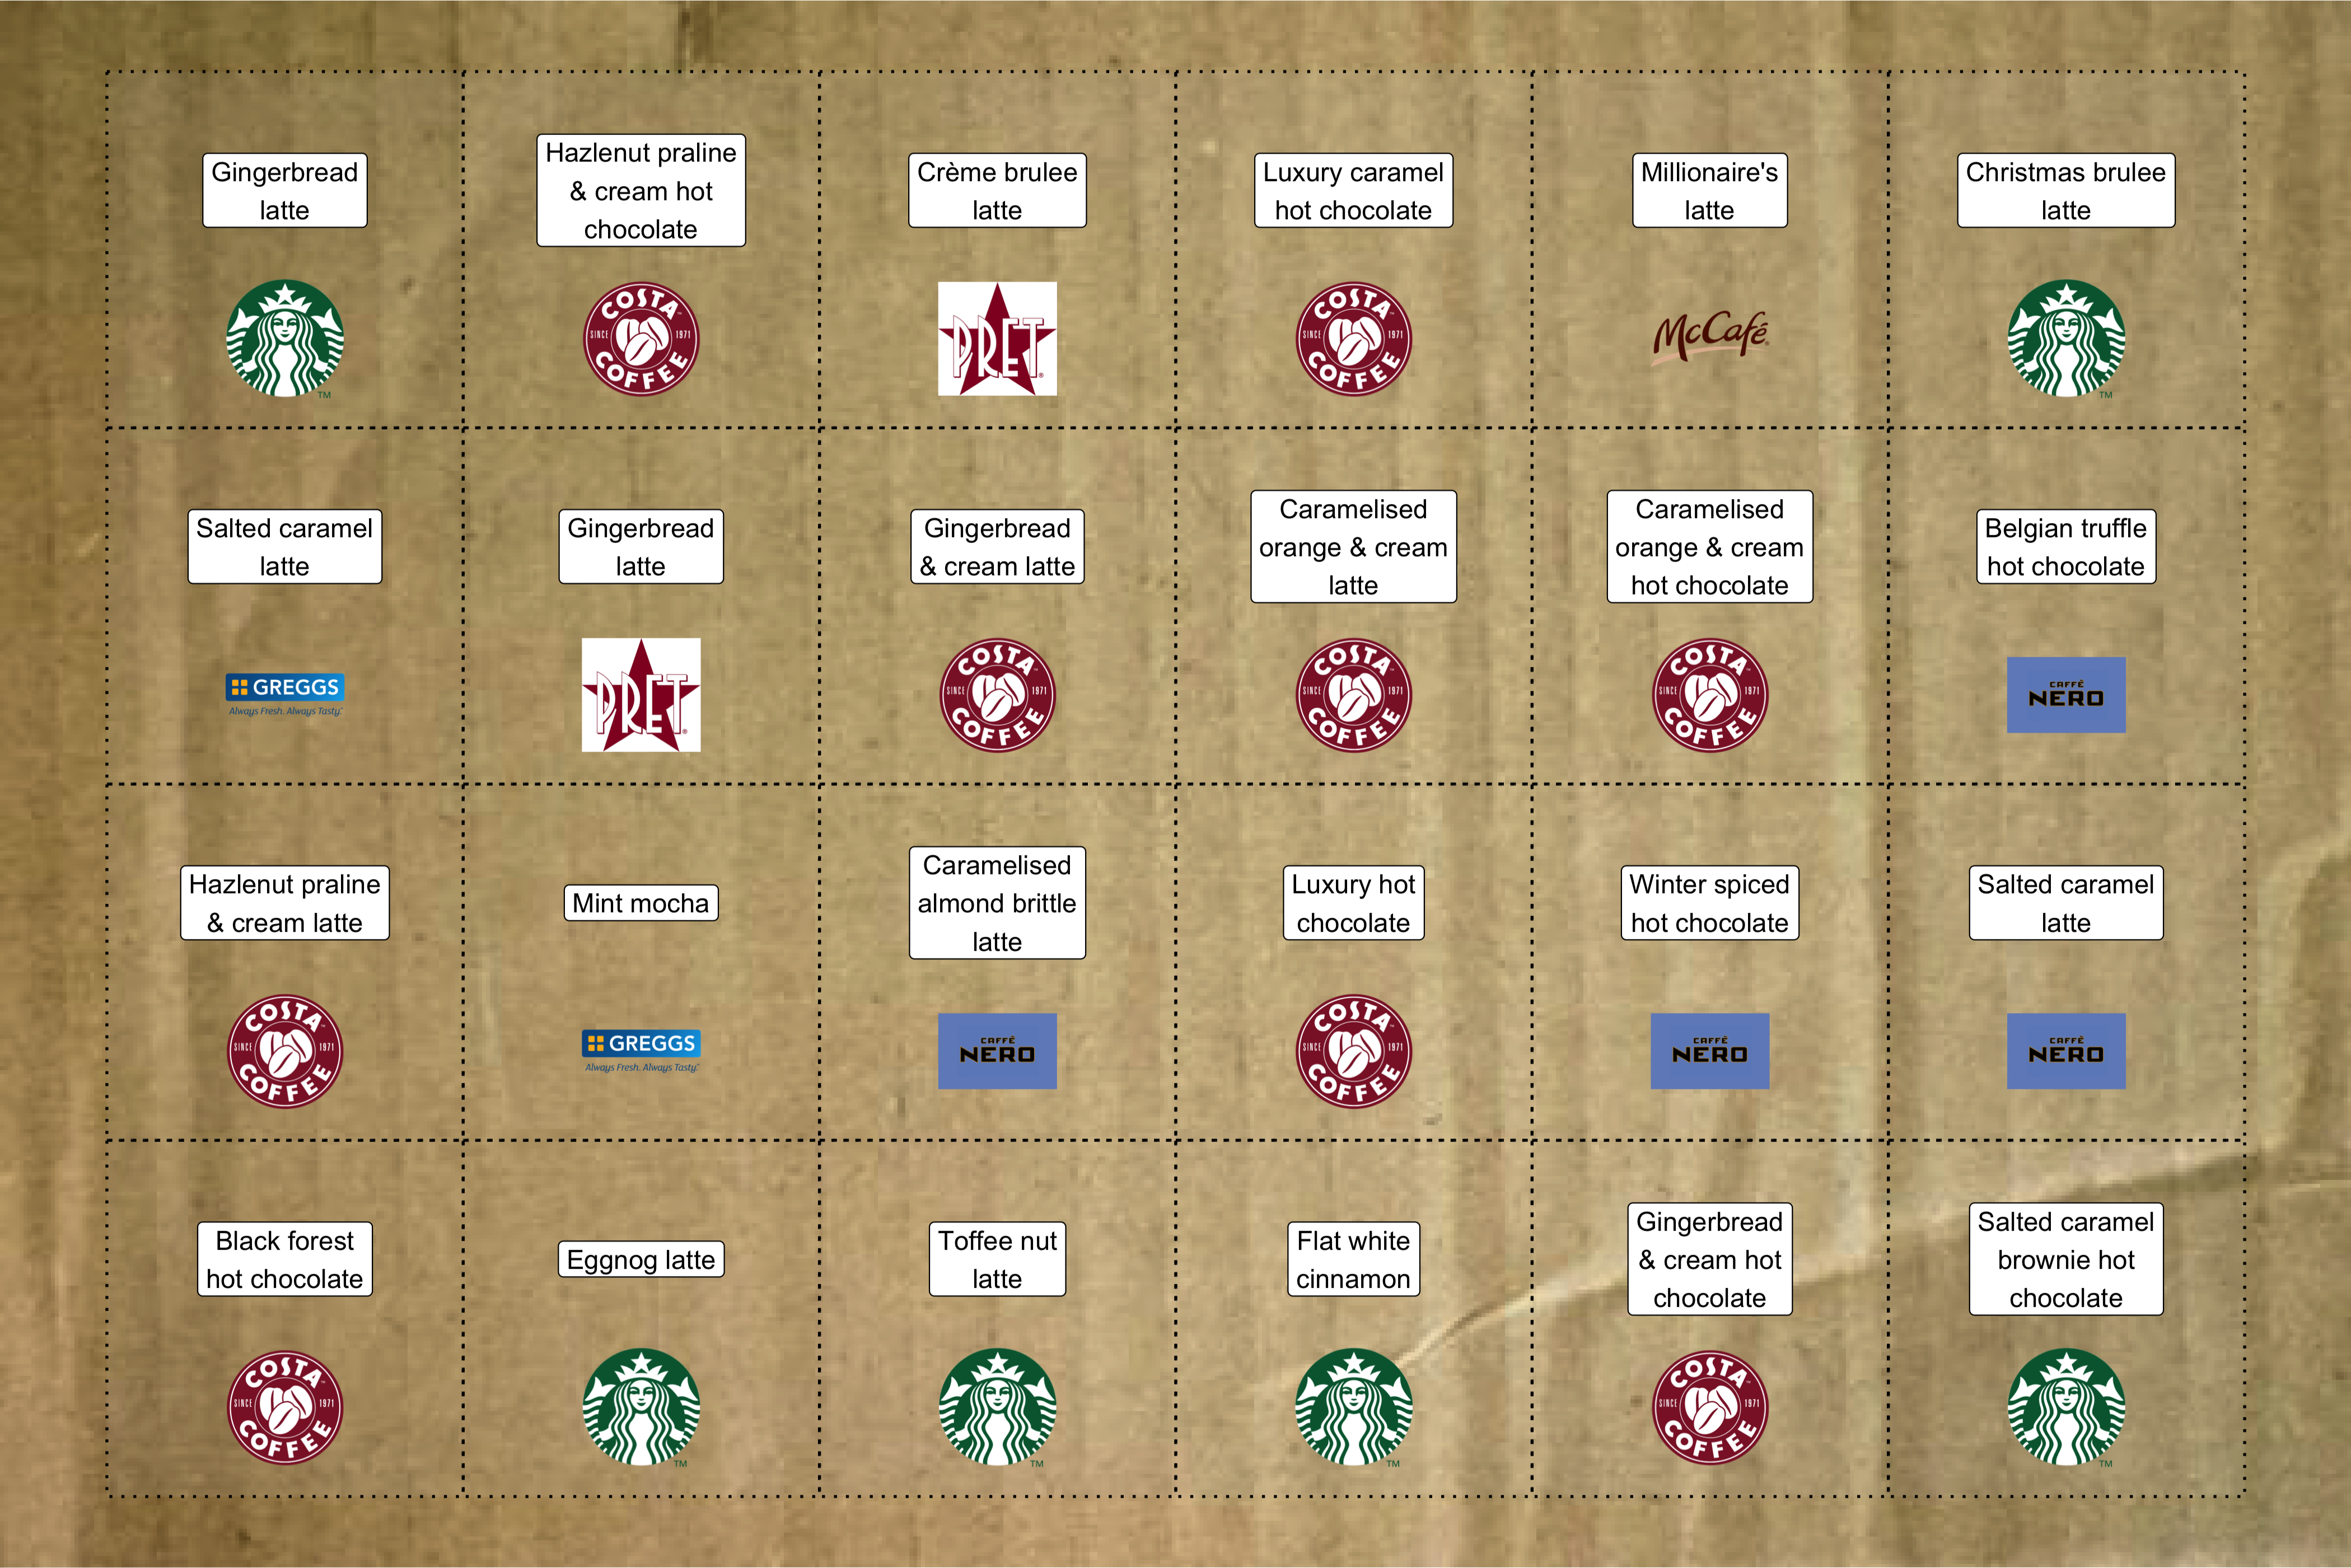 Gingerbread
latte
TM
Hazlenut praline
& cream hot
chocolate
COSTA
SINCE 1971
COFFEE
Crème brulee
latte
PRET
Luxury caramel
hot chocolate
COSTA
SINCE 1971
COFFEE
Millionaire's
latte
McCafé
Christmas brulee
latte
TM
Salted caramel
latte
GREGGS
Always Fresh. Always Tasty.
Gingerbread
latte
PRET
Gingerbread
& cream latte
COSTA
SINCE 1971
COFFEE
Caramelised
orange & cream
latte
COSTA
SINCE 1971
COFFEE
Caramelised
orange & cream
hot chocolate
COSTA
SINCE 1971
COFFEE
Belgian truffle
hot chocolate
CAFFÈ
NERO
Hazlenut praline
& cream latte
COSTA
SINCE 1971
COFFEE
Mint mocha
GREGGS
Always Fresh. Always Tasty.
Caramelised
almond brittle
latte
CAFFÈ
NERO
Luxury hot
chocolate
COSTA
SINCE 1971
COFFEE
Winter spiced
hot chocolate
CAFFÈ
NERO
Salted caramel
latte
CAFFÈ
NERO
Black forest
hot chocolate
COSTA
SINCE 1971
COFFEE
Eggnog latte
TM
Toffee nut
latte
TM
Flat white
cinnamon
TM
Gingerbread
& cream hot
chocolate
COSTA
SINCE 1971
COFFEE
Salted caramel
brownie hot
chocolate
TM